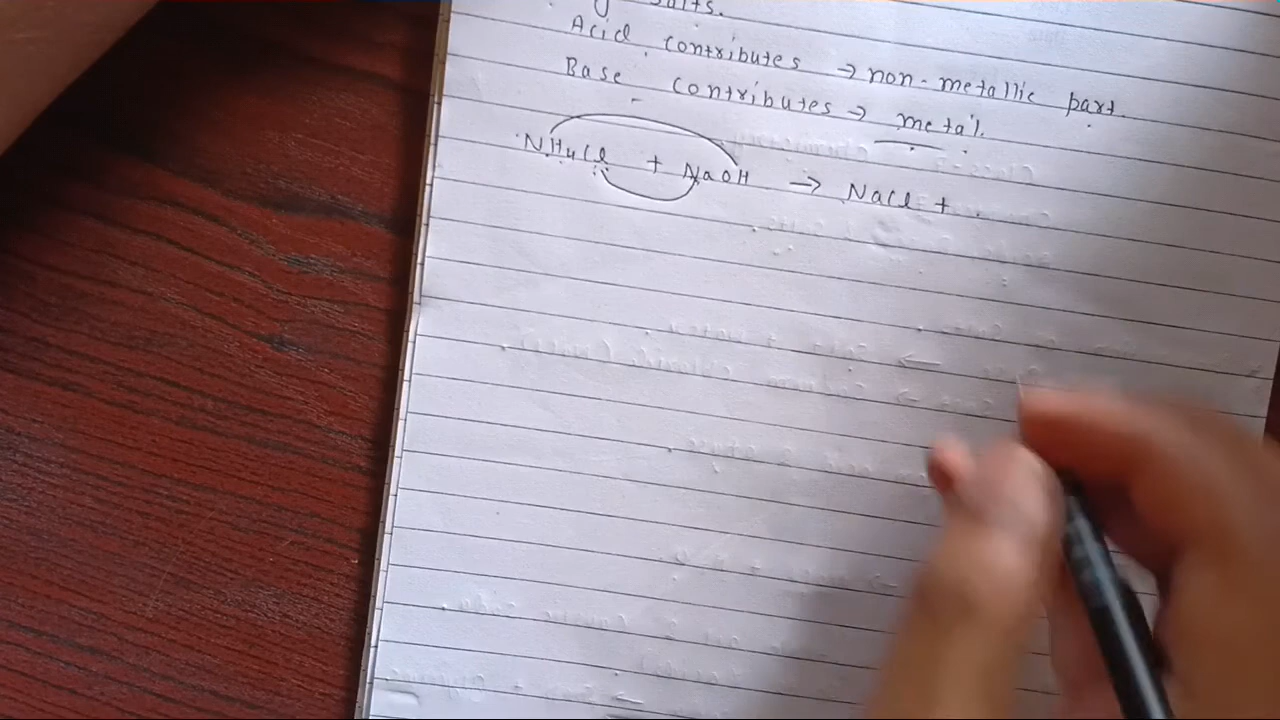 Acid contributes → non-metallic part.
Base contributes → metal.
NH4Cl + NaOH → NaCl +